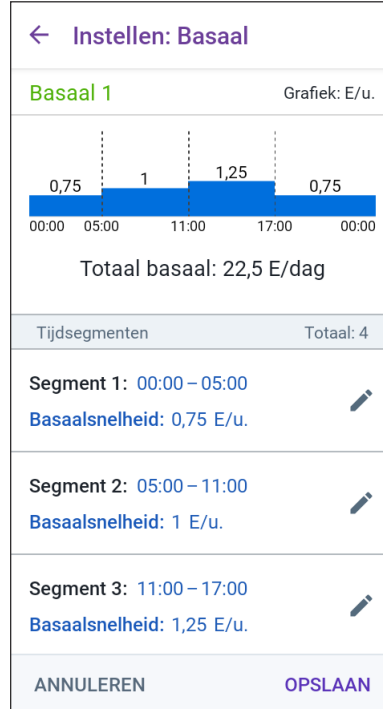 Instellen: Basaal
Basaal 1 Grafiek: E/u.
0,75 1 1,25 0,75
00:00 05:00 11:00 17:00 00:00
Totaal basaal: 22,5 E/dag
Tijdsegmenten Totaal: 4
Segment 1: 00:00 – 05:00
Basaalsnelheid: 0,75 E/u.
Segment 2: 05:00 – 11:00
Basaalsnelheid: 1 E/u.
Segment 3: 11:00 – 17:00
Basaalsnelheid: 1,25 E/u.
ANNULEREN OPSLAAN